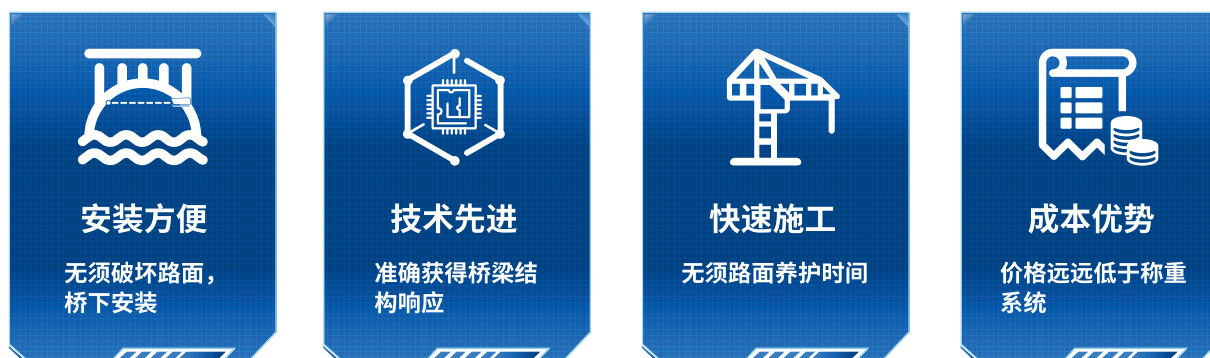 安装方便
无须破坏路面，
桥下安装
技术先进
准确获得桥梁结
构响应
快速施工
无须路面养护时间
成本优势
价格远远低于称重
系统